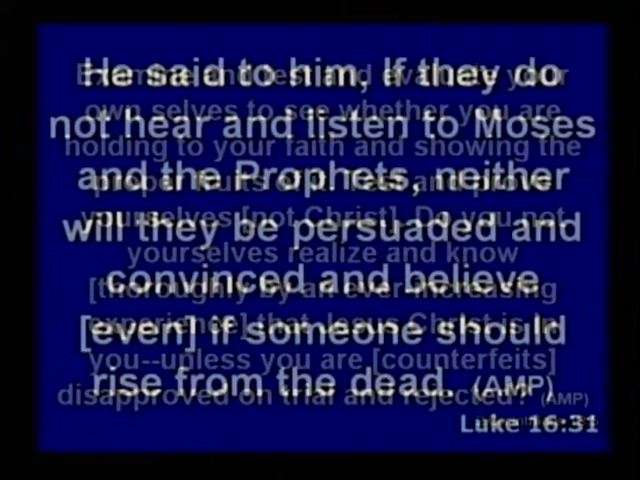 He said to him, If they do
not hear and listen to Moses
and the Prophets, neither
will they be persuaded and
convinced and believe
[even] if someone should
rise from the dead. (AMP)
Luke 16:31
Examine and test and evaluate your
own selves to see whether you are
holding to your faith and showing the
proper fruits of it. Test and prove
yourselves [not Christ]. Do you not
yourselves realize and know
[thoroughly by an ever-increasing
experience] that Jesus Christ is in
you--unless you are [counterfeits]
disapproved on trial and rejected? (AMP)